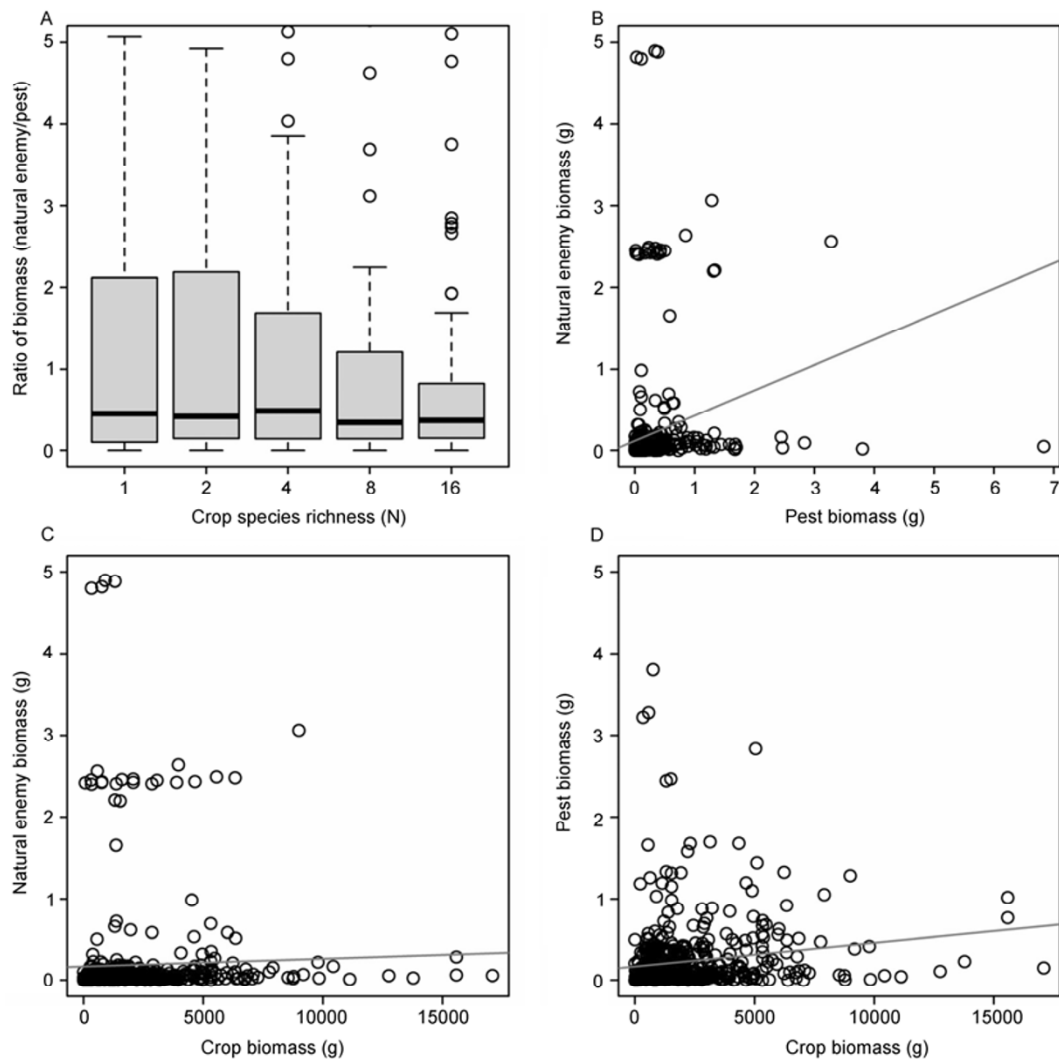 A
Ratio of biomass (natural enemy/pest)
5
4
3
2
1
0
1 2 4 8 16
Crop species richness (N)
B
Natural enemy biomass (g)
5
4
3
2
1
0
0 1 2 3 4 5 6 7
Pest biomass (g)
C
Natural enemy biomass (g)
5
4
3
2
1
0
0 5000 10000 15000
Crop biomass (g)
D
Pest biomass (g)
5
4
3
2
1
0
0 5000 10000 15000
Crop biomass (g)